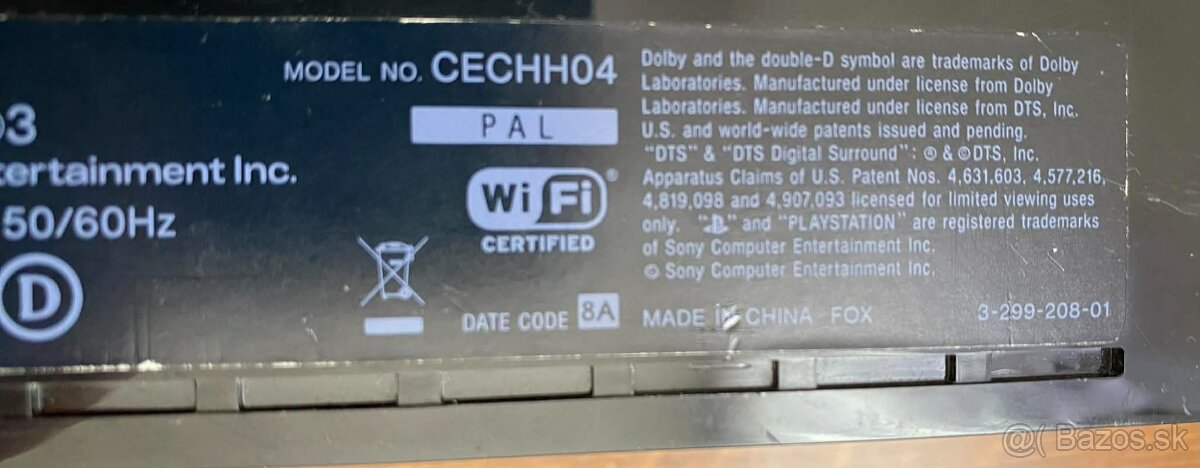 MODEL NO. CECHH04
PAL
3
ertainment Inc.
50/60Hz
D
Wi Fi ®
CERTIFIED
DATE CODE 8A
Dolby and the double-D symbol are trademarks of Dolby
Laboratories. Manufactured under license from Dolby
Laboratories. Manufactured under license from DTS, Inc.
U.S. and world-wide patents issued and pending.
"DTS" & "DTS Digital Surround": ® & ©DTS, Inc.
Apparatus Claims of U.S. Patent Nos. 4,631,603, 4,577,216,
4,819,098 and 4,907,093 licensed for limited viewing uses
only. " " and "PLAYSTATION" are registered trademarks
of Sony Computer Entertainment Inc.
© Sony Computer Entertainment Inc.
MADE IN CHINA FOX 3-299-208-01
@( Bazos.sk